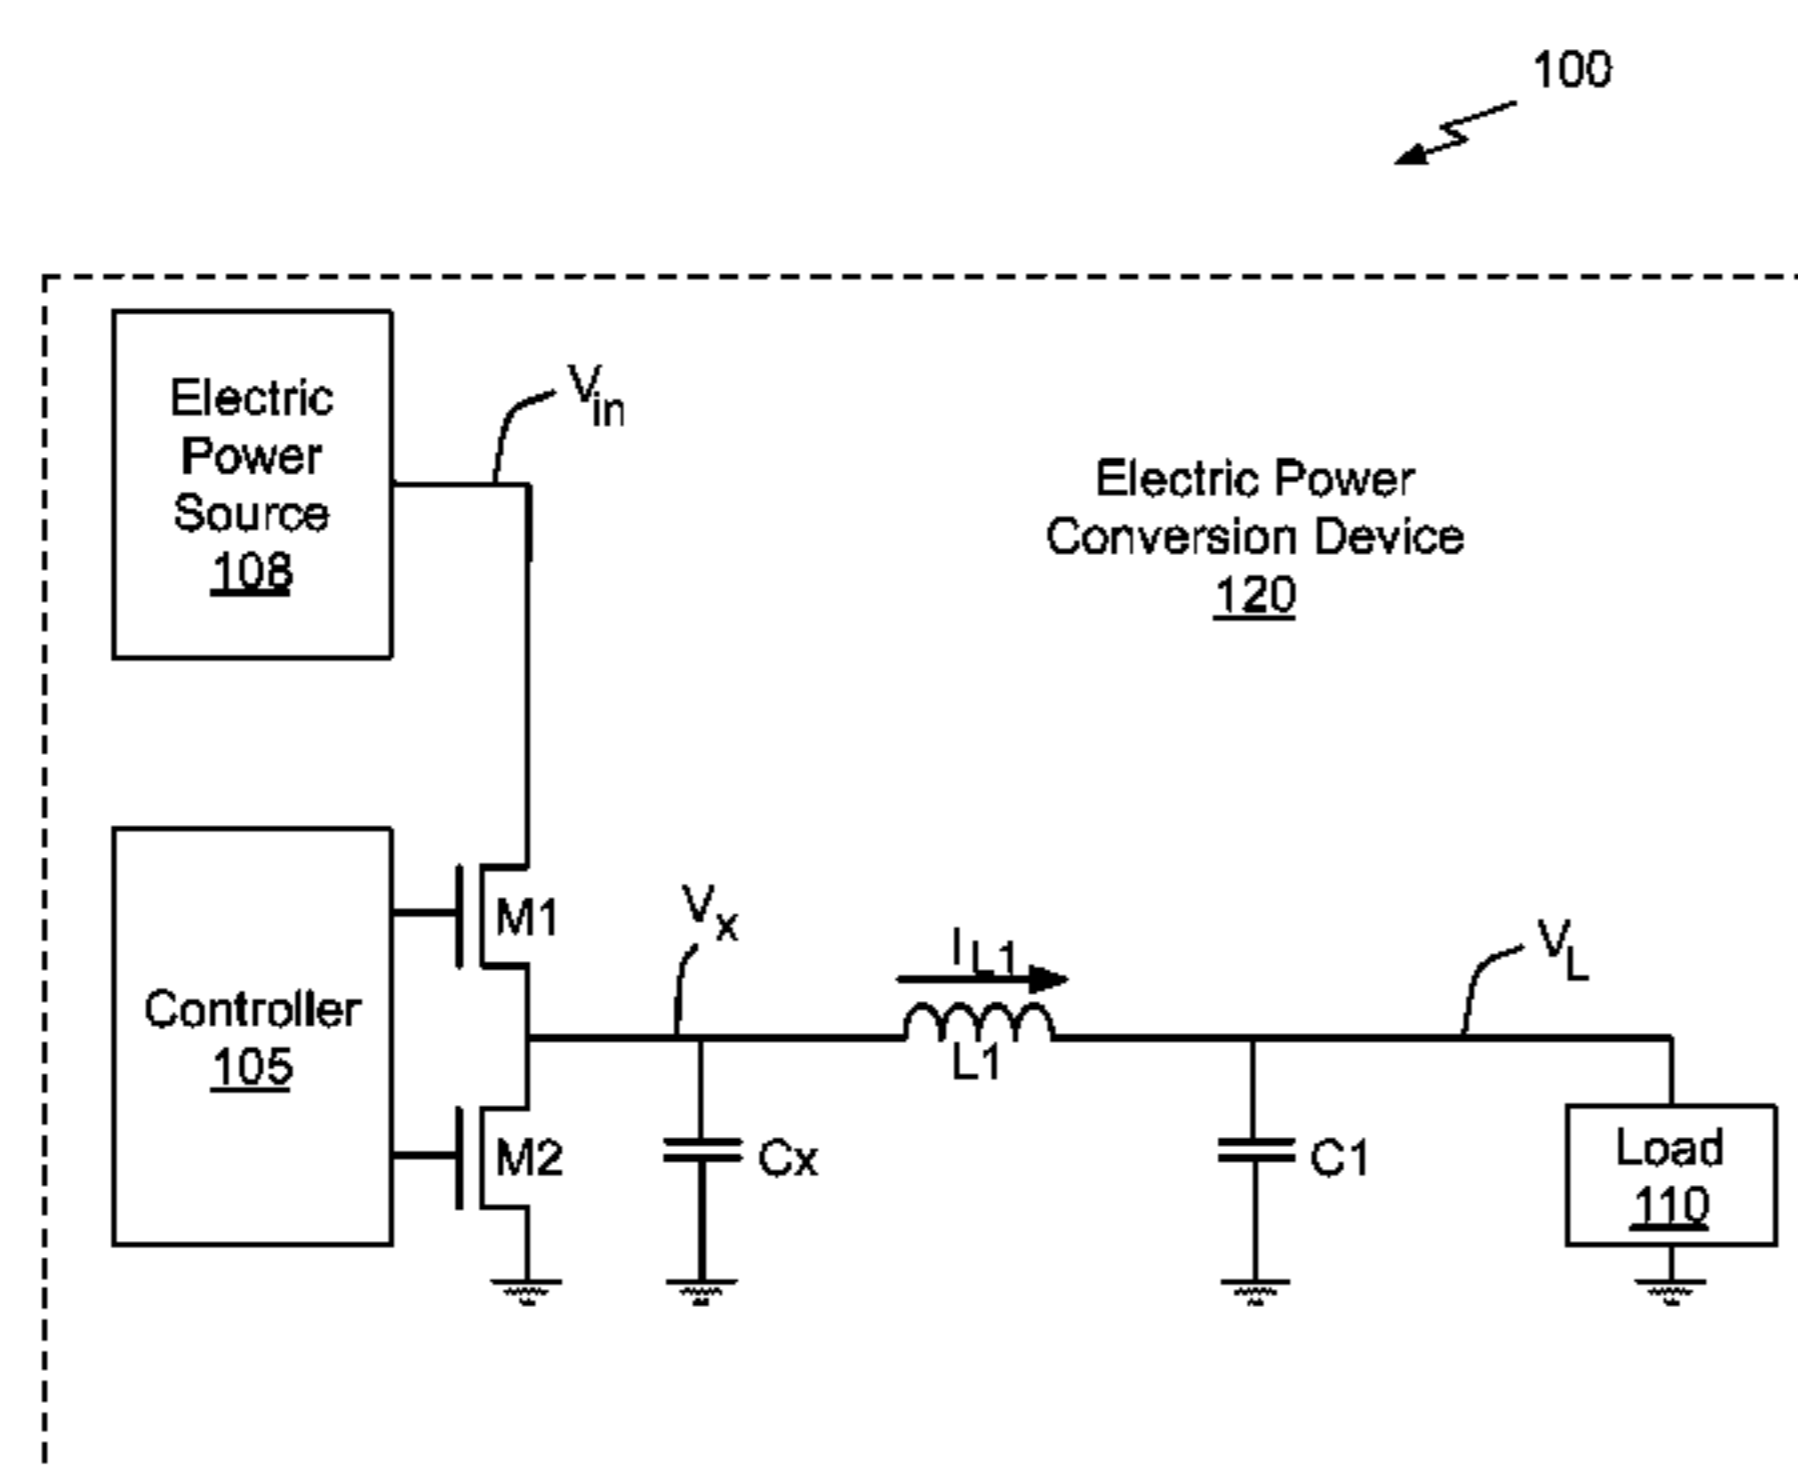 100
Electric
Power
Source
108
Vin
Electric Power
Conversion Device
120
Controller
105
M1
M2
Vx
IL1
L1
VL
Cx
C1
Load
110